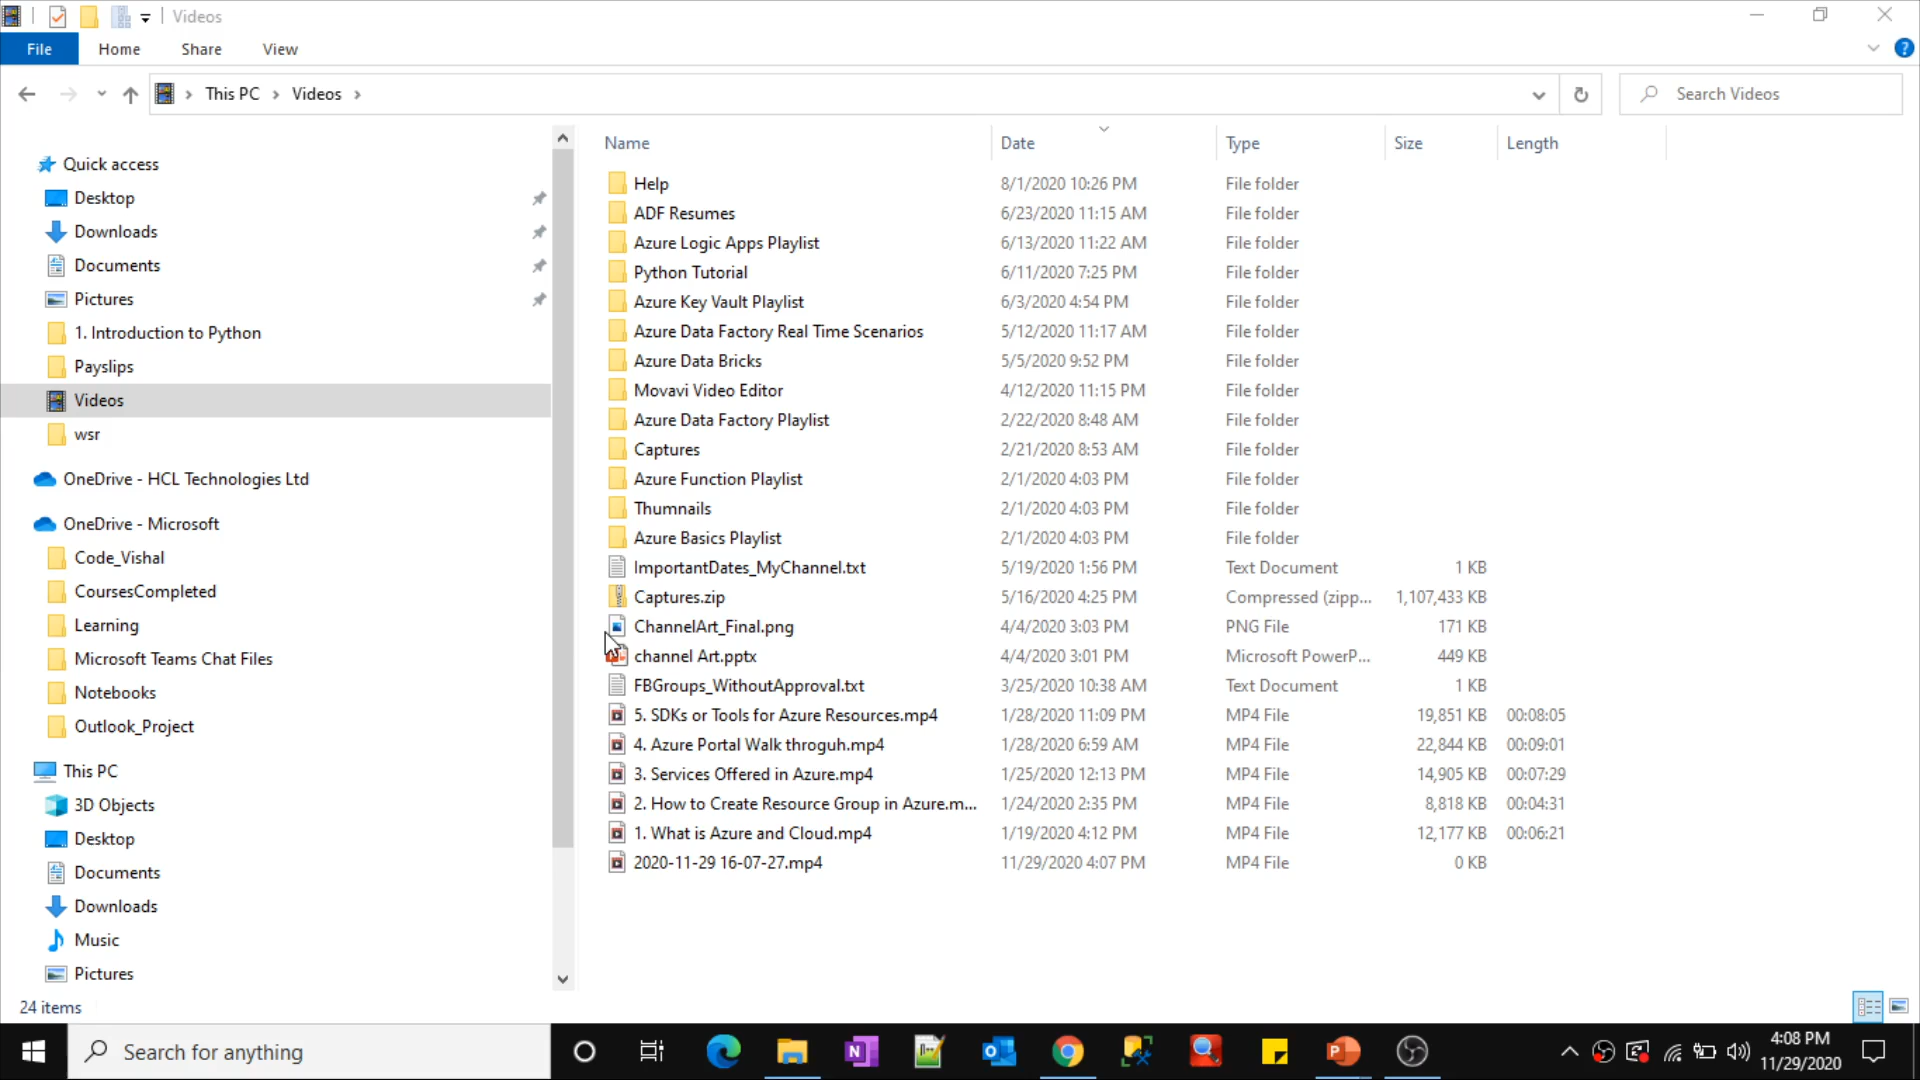 Videos
File Home Share View
This PC Videos
Search Videos
Quick access
Desktop
Downloads
Documents
Pictures
1. Introduction to Python
Payslips
Videos
wsr
OneDrive - HCL Technologies Ltd
OneDrive - Microsoft
Code_Vishal
CoursesCompleted
Learning
Microsoft Teams Chat Files
Notebooks
Outlook_Project
This PC
3D Objects
Desktop
Documents
Downloads
Music
Pictures
Name Date Type Size Length
Help 8/1/2020 10:26 PM File folder
ADF Resumes 6/23/2020 11:15 AM File folder
Azure Logic Apps Playlist 6/13/2020 11:22 AM File folder
Python Tutorial 6/11/2020 7:25 PM File folder
Azure Key Vault Playlist 6/3/2020 4:54 PM File folder
Azure Data Factory Real Time Scenarios 5/12/2020 11:17 AM File folder
Azure Data Bricks 5/5/2020 9:52 PM File folder
Movavi Video Editor 4/12/2020 11:15 PM File folder
Azure Data Factory Playlist 2/22/2020 8:48 AM File folder
Captures 2/21/2020 8:53 AM File folder
Azure Function Playlist 2/1/2020 4:03 PM File folder
Thumnails 2/1/2020 4:03 PM File folder
Azure Basics Playlist 2/1/2020 4:03 PM File folder
ImportantDates_MyChannel.txt 5/19/2020 1:56 PM Text Document 1 KB
Captures.zip 5/16/2020 4:25 PM Compressed (zipp... 1,107,433 KB
ChannelArt_Final.png 4/4/2020 3:03 PM PNG File 171 KB
channel Art.pptx 4/4/2020 3:01 PM Microsoft PowerP... 449 KB
FBGroups_WithoutApproval.txt 3/25/2020 10:38 AM Text Document 1 KB
5. SDKs or Tools for Azure Resources.mp4 1/28/2020 11:09 PM MP4 File 19,851 KB 00:08:05
4. Azure Portal Walk throguh.mp4 1/28/2020 6:59 AM MP4 File 22,844 KB 00:09:01
3. Services Offered in Azure.mp4 1/25/2020 12:13 PM MP4 File 14,905 KB 00:07:29
2. How to Create Resource Group in Azure.m... 1/24/2020 2:35 PM MP4 File 8,818 KB 00:04:31
1. What is Azure and Cloud.mp4 1/19/2020 4:12 PM MP4 File 12,177 KB 00:06:21
2020-11-29 16-07-27.mp4 11/29/2020 4:07 PM MP4 File 0 KB
24 items
Search for anything
4:08 PM
11/29/2020